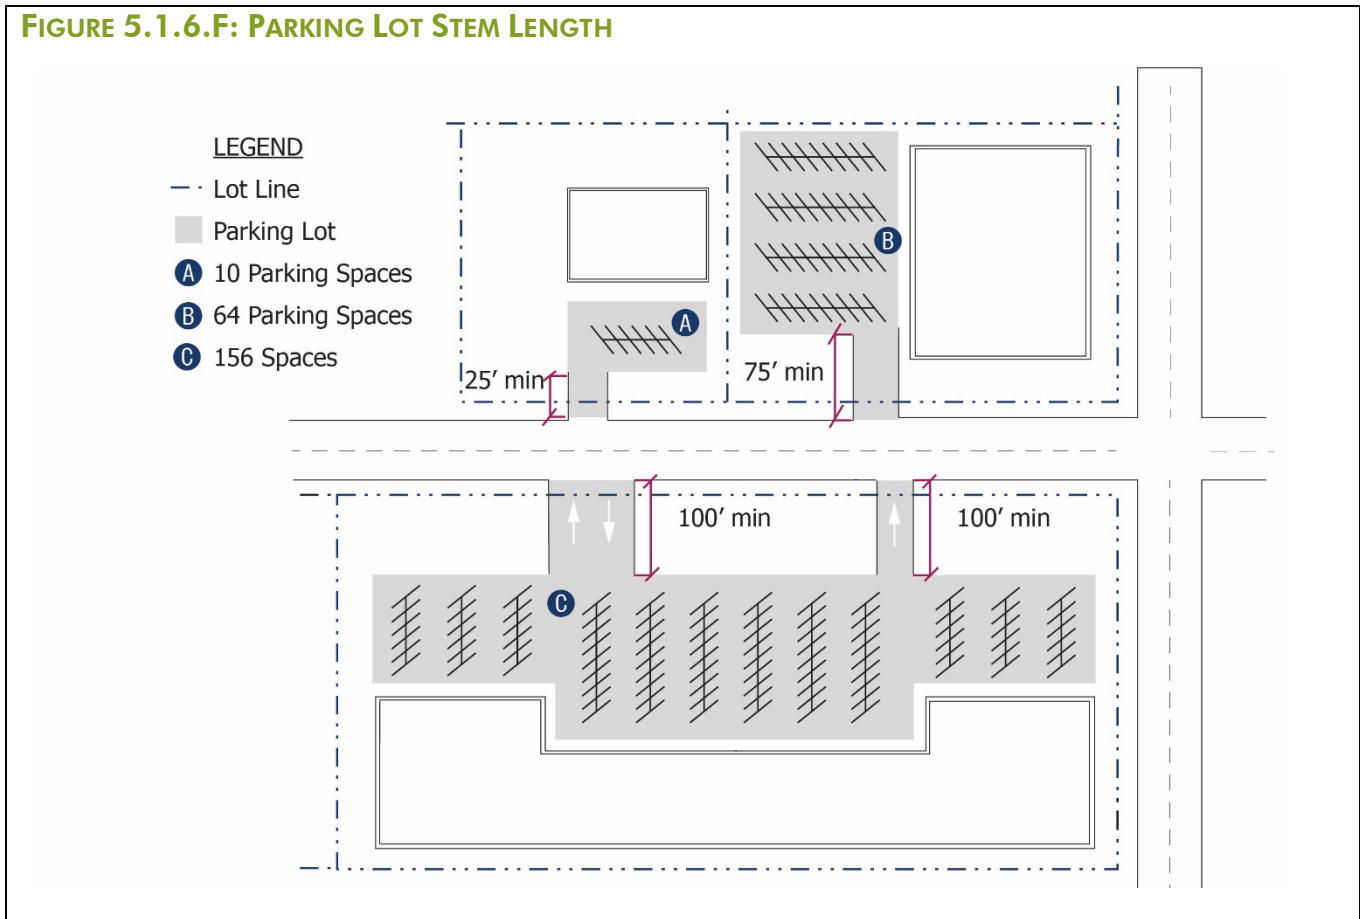 FIGURE 5.1.6.F: PARKING LOT STEM LENGTH
LEGEND
Lot Line
Parking Lot
A 10 Parking Spaces
B 64 Parking Spaces
C 156 Spaces
B
A
25' min
75' min
100' min
100' min
C